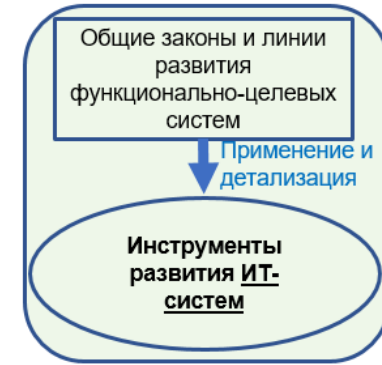 Общие законы и линии
развития
функционально-целевых
систем
Применение и
детализация
Инструменты
развития ИТ-
систем